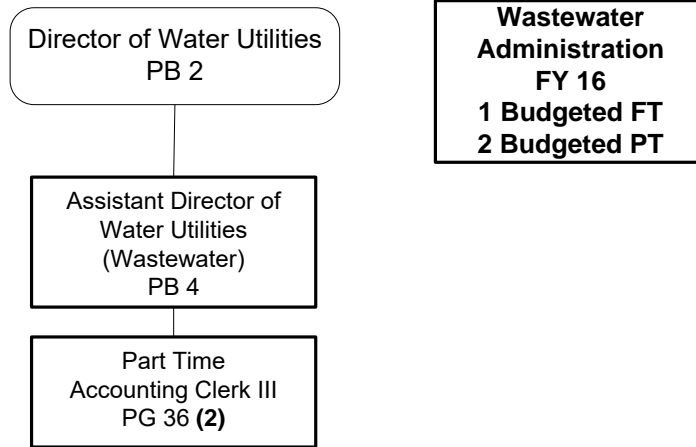 Director of Water Utilities
PB 2
Wastewater
Administration
FY 16
1 Budgeted FT
2 Budgeted PT
Assistant Director of
Water Utilities
(Wastewater)
PB 4
Part Time
Accounting Clerk III
PG 36 (2)